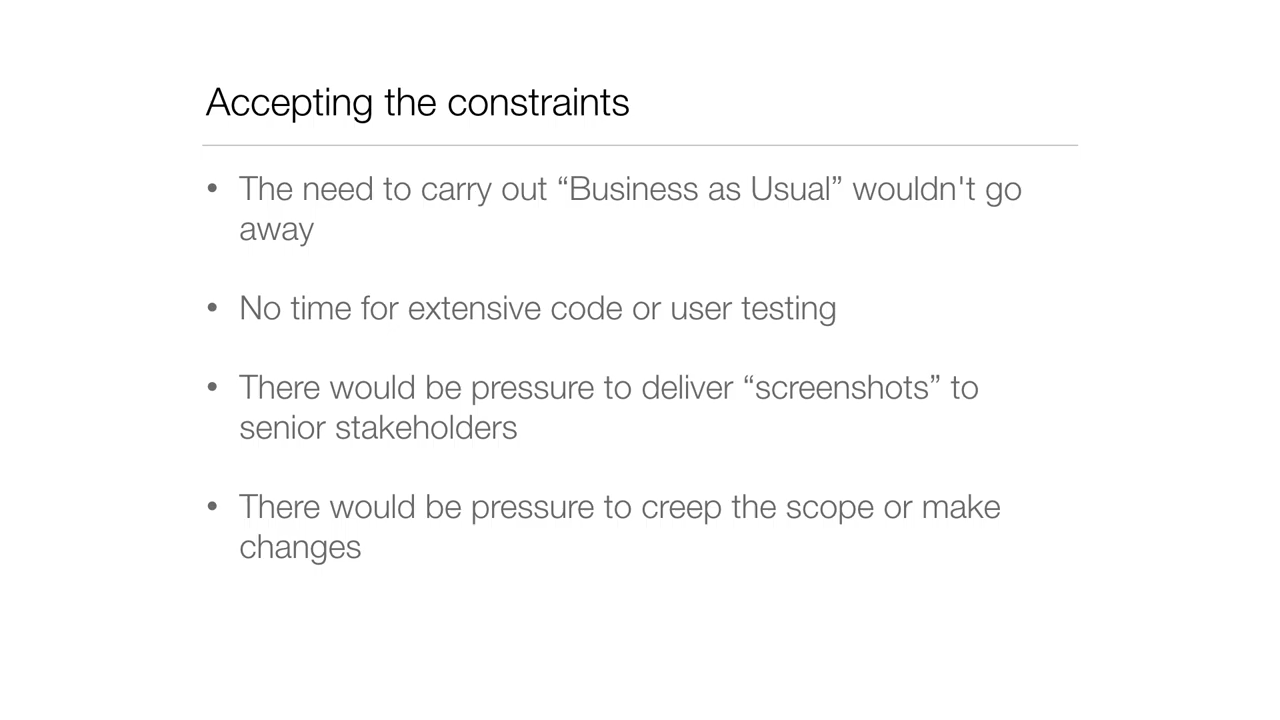 Accepting the constraints
• The need to carry out “Business as Usual” wouldn't go
away
• No time for extensive code or user testing
• There would be pressure to deliver “screenshots” to
senior stakeholders
• There would be pressure to creep the scope or make
changes